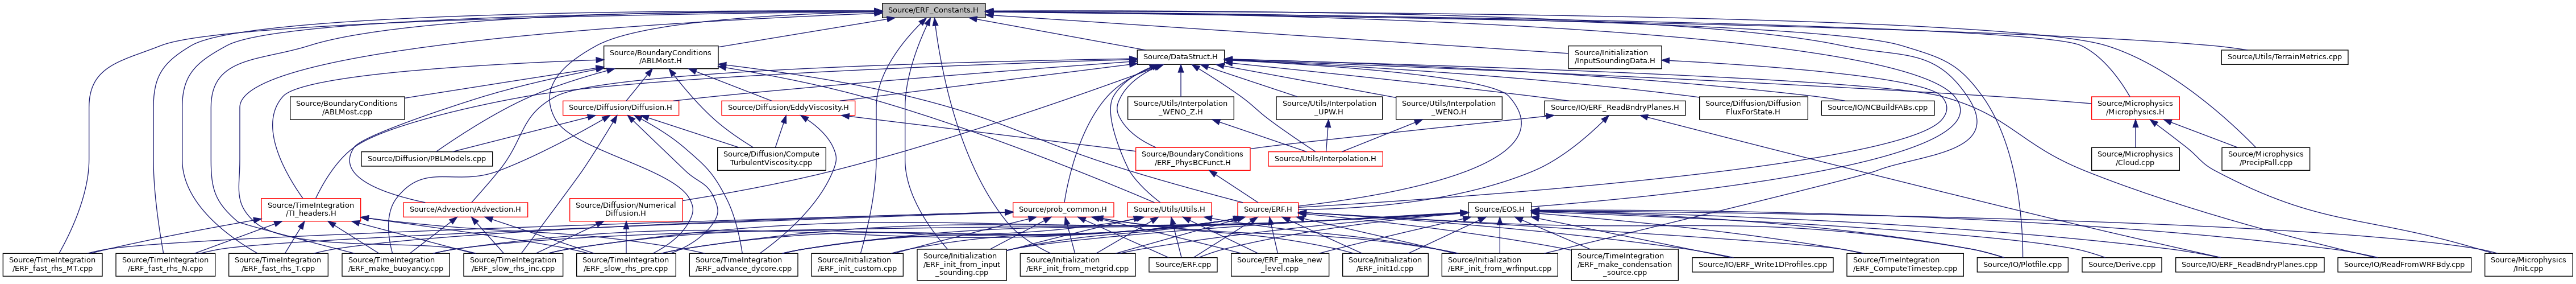 Source/ERF_Constants.H
Source/BoundaryConditions
/ABLMost.H
Source/DataStruct.H
Source/Initialization
/InputSoundingData.H
Source/Utils/TerrainMetrics.cpp
Source/BoundaryConditions
/ABLMost.cpp
Source/Diffusion/Diffusion.H
Source/Diffusion/EddyViscosity.H
Source/Utils/Interpolation
_WENO_Z.H
Source/Utils/Interpolation
_UPW.H
Source/Utils/Interpolation
_WENO.H
Source/IO/ERF_ReadBndryPlanes.H
Source/Diffusion/Diffusion
FluxForState.H
Source/IO/NCBuildFABs.cpp
Source/Microphysics
/Microphysics.H
Source/Diffusion/PBLModels.cpp
Source/Diffusion/Compute
TurbulentViscosity.cpp
Source/BoundaryConditions
/ERF_PhysBCFunct.H
Source/Utils/Interpolation.H
Source/Microphysics
/Cloud.cpp
Source/Microphysics
/PrecipFall.cpp
Source/TimeIntegration
/TI_headers.H
Source/Advection/Advection.H
Source/Diffusion/Numerical
Diffusion.H
Source/prob_common.H
Source/Utils/Utils.H
Source/ERF.H
Source/EOS.H
Source/TimeIntegration
/ERF_fast_rhs_MT.cpp
Source/TimeIntegration
/ERF_fast_rhs_N.cpp
Source/TimeIntegration
/ERF_fast_rhs_T.cpp
Source/TimeIntegration
/ERF_make_buoyancy.cpp
Source/TimeIntegration
/ERF_slow_rhs_inc.cpp
Source/TimeIntegration
/ERF_slow_rhs_pre.cpp
Source/TimeIntegration
/ERF_advance_dycore.cpp
Source/Initialization
/ERF_init_custom.cpp
Source/Initialization
/ERF_init_from_input
_sounding.cpp
Source/Initialization
/ERF_init_from_metgrid.cpp
Source/ERF.cpp
Source/ERF_make_new
_level.cpp
Source/Initialization
/ERF_init1d.cpp
Source/Initialization
/ERF_init_from_wrfinput.cpp
Source/TimeIntegration
/ERF_make_condensation
_source.cpp
Source/IO/ERF_Write1DProfiles.cpp
Source/TimeIntegration
/ERF_ComputeTimestep.cpp
Source/IO/Plotfile.cpp
Source/Derive.cpp
Source/IO/ERF_ReadBndryPlanes.cpp
Source/IO/ReadFromWRFBdy.cpp
Source/Microphysics
/Init.cpp